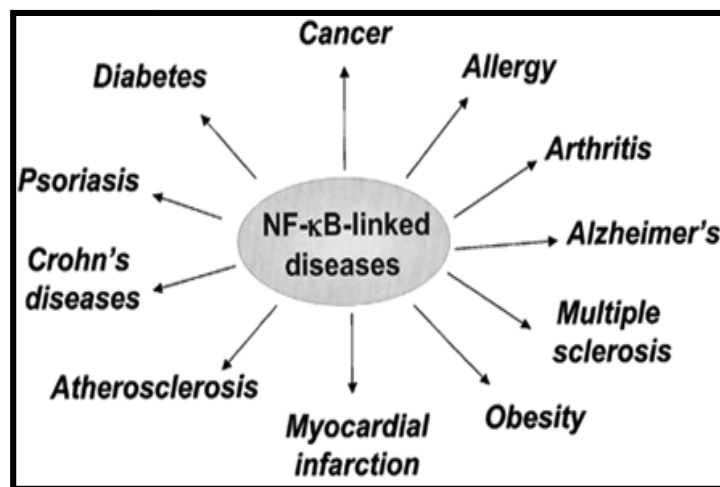 Cancer
Allergy
Diabetes
Arthritis
Psoriasis
NF-κB-linked
diseases
Alzheimer's
Crohn's
diseases
Multiple
sclerosis
Atherosclerosis
Obesity
Myocardial
infarction